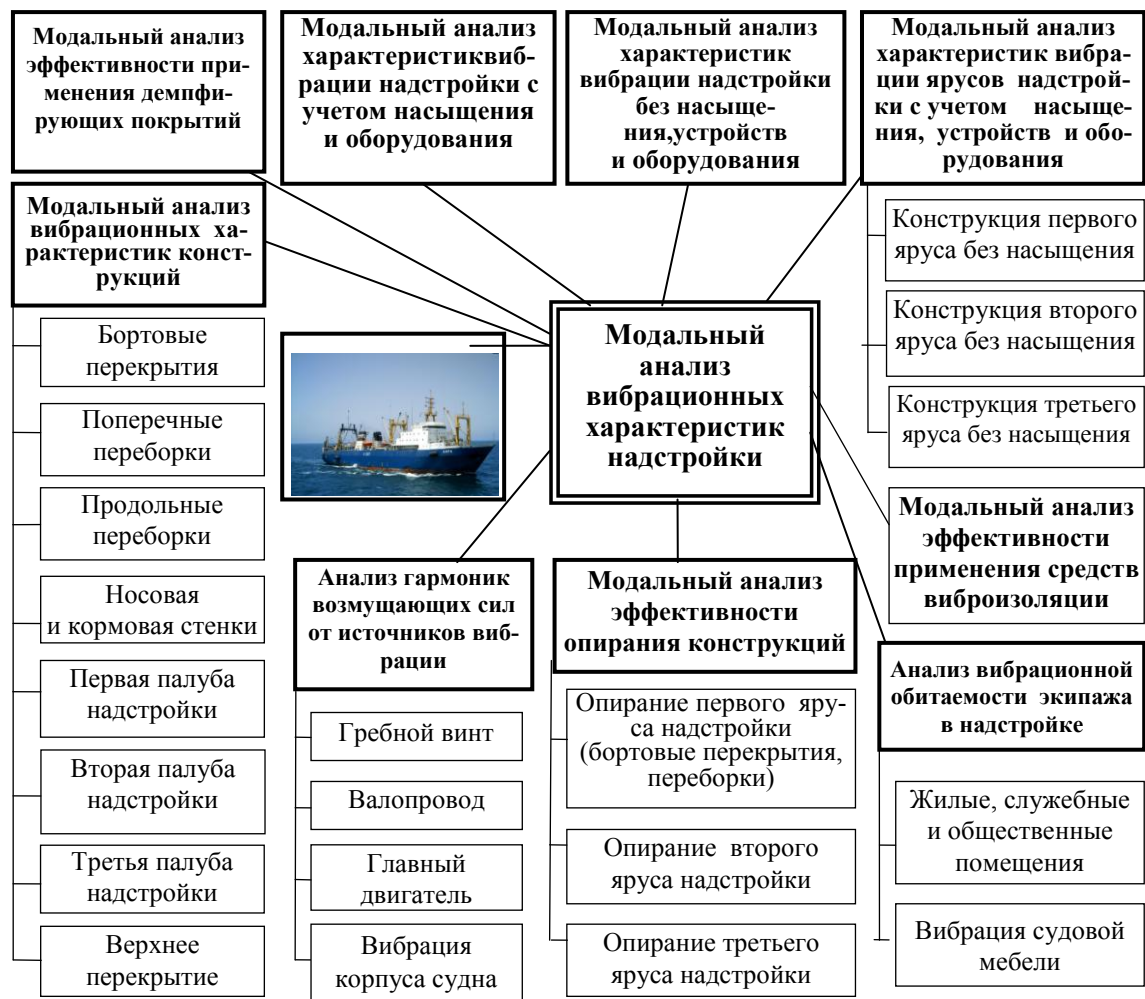 Модальный анализ
эффективности при-
менения демпфи-
рующих покрытий
Модальный анализ
характеристиквиб-
рации надстройки с
учетом насыщения
и оборудования
Модальный анализ
характеристик
вибрации надстройки
без насыще-
ния,устройств
и оборудования
Модальный анализ
характеристик вибра-
ции ярусов надстрой-
ки с учетом насыще-
ния, устройств и обо-
рудования
Модальный анализ
вибрационных ха-
рактеристик конст-
рукций
Бортовые
перекрытия
Поперечные
переборки
Продольные
переборки
Носовая
и кормовая стенки
Первая палуба
надстройки
Вторая палуба
надстройки
Третья палуба
надстройки
Верхнее
перекрытие
Модальный
анализ
вибрационных
характеристик
надстройки
Конструкция первого
яруса без насыщения
Конструкция второго
яруса без насыщения
Конструкция третьего
яруса без насыщения
Модальный анализ
эффективности
применения средств
виброизоляции
Анализ гармоник
возмущающих сил
от источников виб-
рации
Гребной винт
Валопровод
Главный
двигатель
Вибрация
корпуса судна
Модальный анализ
эффективности
опирания конструкций
Опирание первого яру-
са надстройки
(бортовые перекрытия,
переборки)
Опирание второго
яруса надстройки
Опирание третьего
яруса надстройки
Анализ вибрационной
обитаемости экипажа
в надстройке
Жилые, служебные
и общественные
помещения
Вибрация судовой
мебели